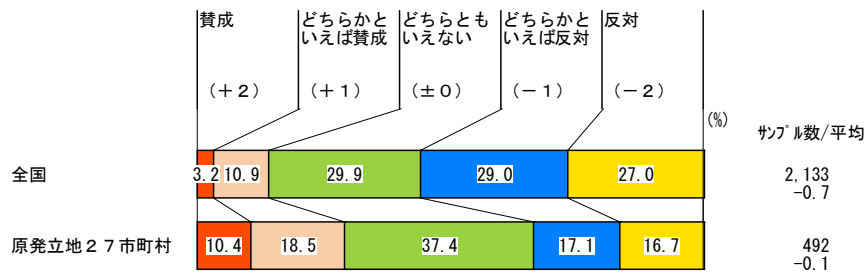 賛成
どちらかと
いえば賛成
どちらとも
いえない
どちらかと
いえば反対
反対
（＋２）
（＋１）
（±０）
（－１）
（－２）
(%)
ｻﾝﾌﾟﾙ数/平均
全国
3.2
10.9
29.9
29.0
27.0
2,133
-0.7
原発立地２７市町村
10.4
18.5
37.4
17.1
16.7
492
-0.1